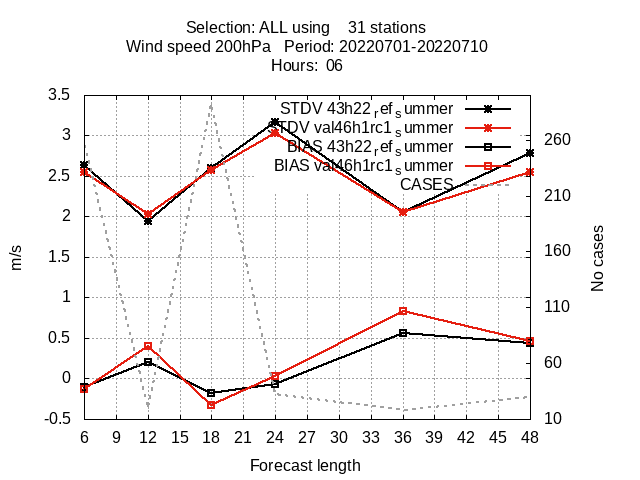 Selection: ALL using 31 stations
Wind speed 200hPa Period: 20220701-20220710
Hours: 06
3.5
3
2.5
2
1.5
1
0.5
0
-0.5
m/s
STDV 43h22_ref_summer
STDV val46h1rc1_summer
BIAS 43h22_ref_summer
BIAS val46h1rc1_summer
CASES
260
210
160
110
60
10
No cases
6 9 12 15 18 21 24 27 30 33 36 39 42 45 48
Forecast length